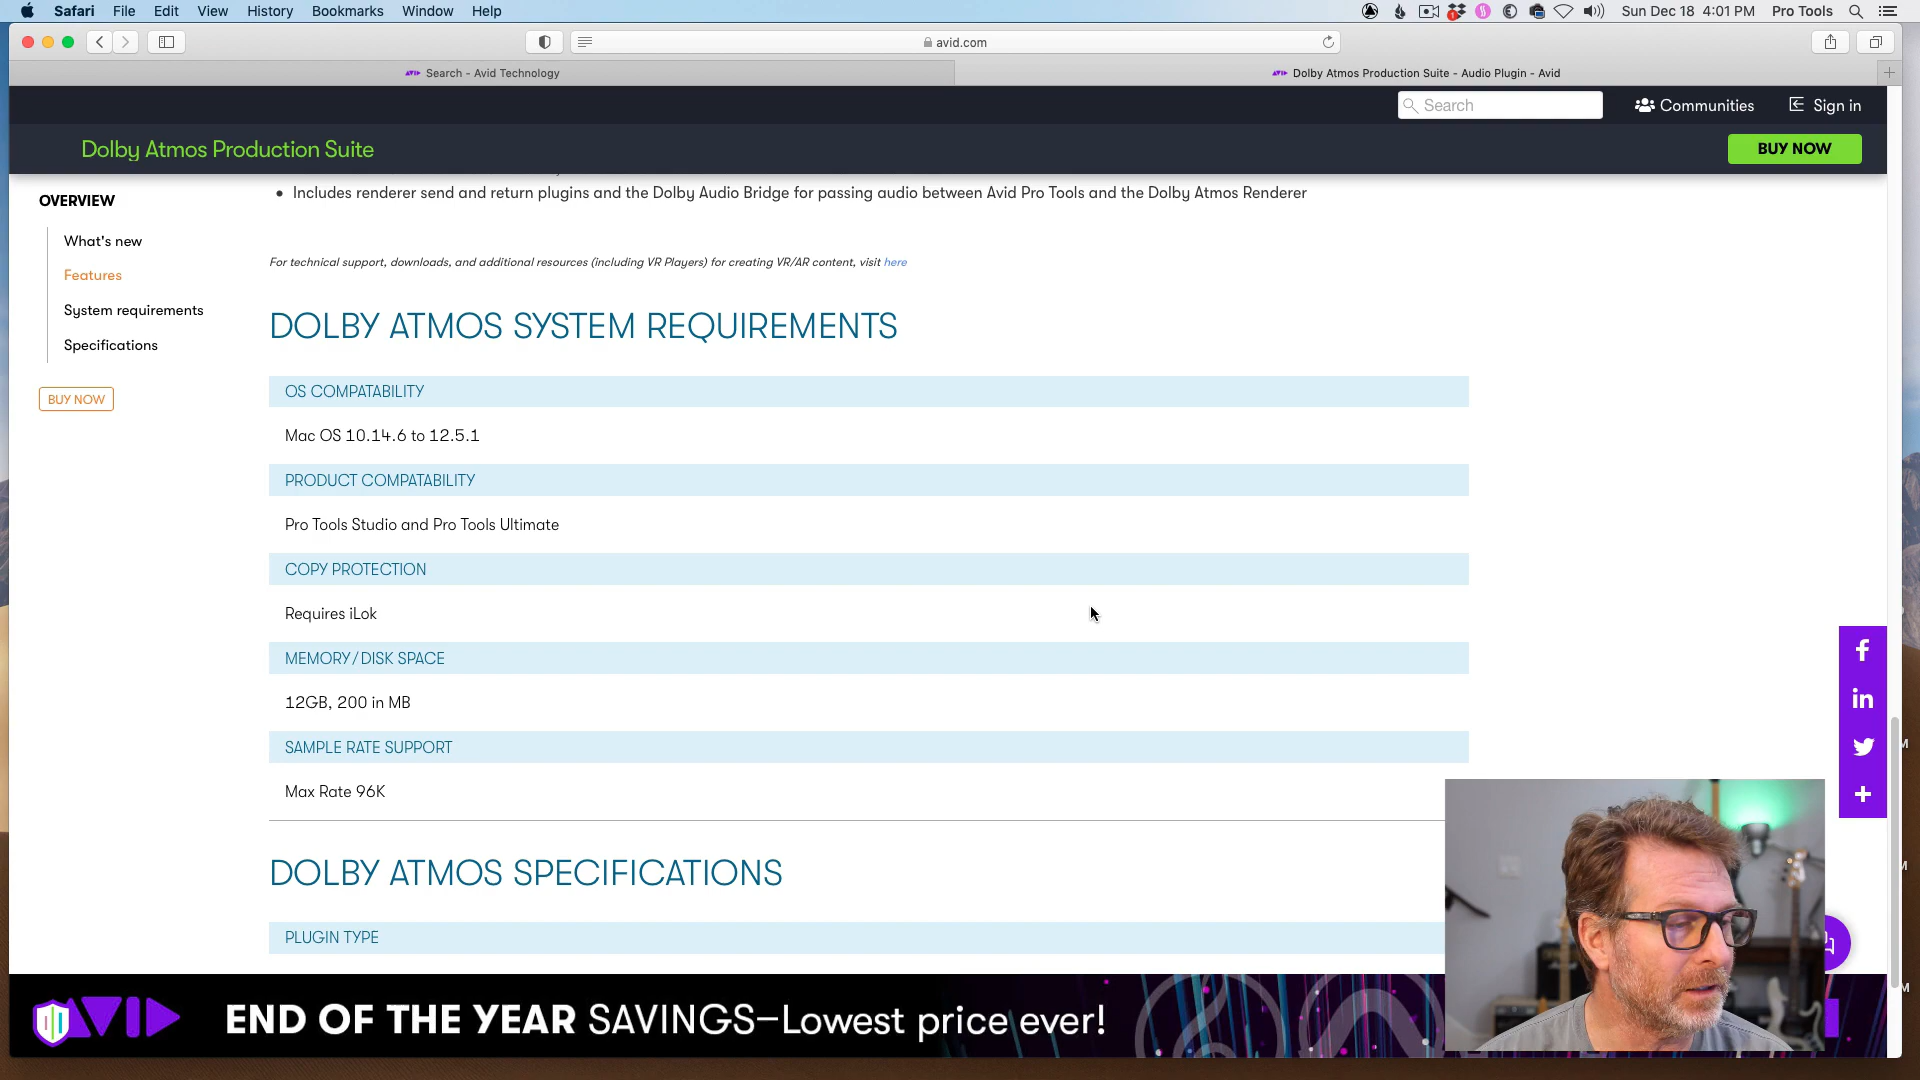 Safari File Edit View History Bookmarks Window Help
Sun Dec 18 4:01 PM Pro Tools
avid.com
AVID Search - Avid Technology
AVID Dolby Atmos Production Suite - Audio Plugin - Avid
Search
Communities
Sign in
Dolby Atmos Production Suite
BUY NOW
OVERVIEW
What's new
Features
System requirements
Specifications
BUY NOW
• Includes renderer send and return plugins and the Dolby Audio Bridge for passing audio between Avid Pro Tools and the Dolby Atmos Renderer
For technical support, downloads, and additional resources (including VR Players) for creating VR/AR content, visit here
DOLBY ATMOS SYSTEM REQUIREMENTS
OS COMPATABILITY
Mac OS 10.14.6 to 12.5.1
PRODUCT COMPATABILITY
Pro Tools Studio and Pro Tools Ultimate
COPY PROTECTION
Requires iLok
MEMORY/DISK SPACE
12GB, 200 in MB
SAMPLE RATE SUPPORT
Max Rate 96K
DOLBY ATMOS SPECIFICATIONS
PLUGIN TYPE
AVID
END OF THE YEAR SAVINGS–Lowest price ever!